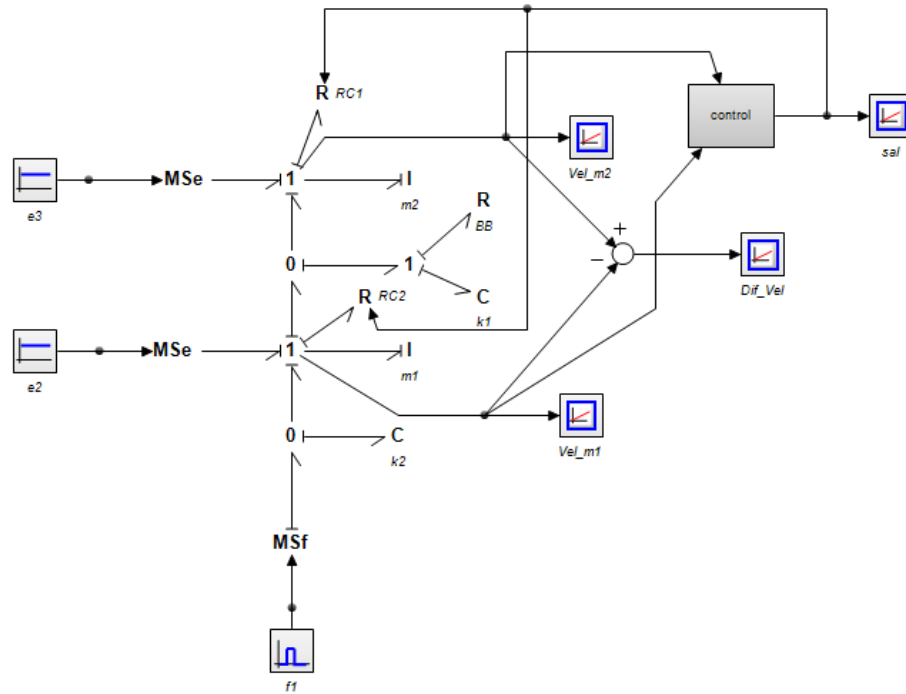 R RC1
control
sal
Vel_m2
MSe
1
I
e3
m2
R
BB
0
1
Dif_Vel
+
−
R RC2
C
k1
MSe
1
I
e2
m1
0
C
k2
Vel_m1
MSf
f1